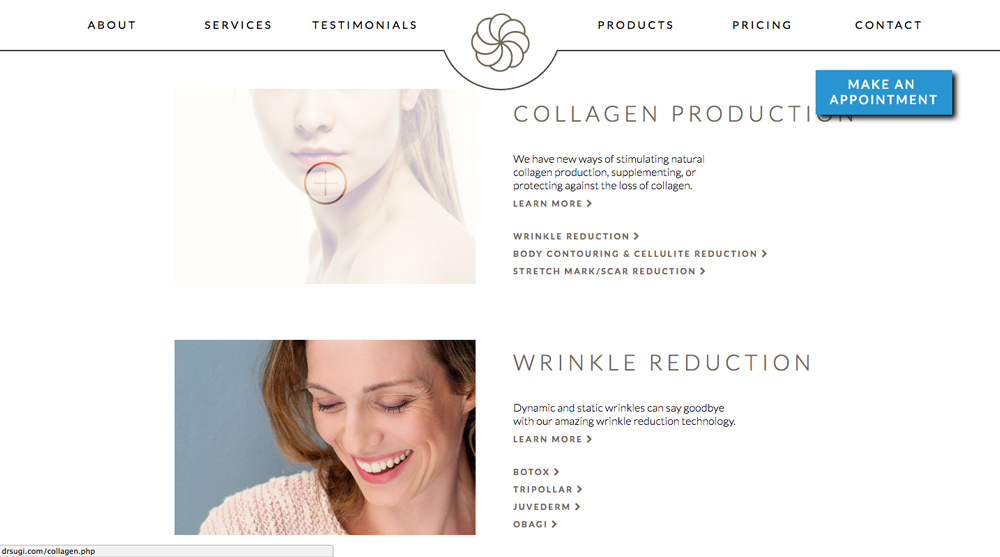 ABOUT
SERVICES
TESTIMONIALS
PRODUCTS
PRICING
CONTACT
MAKE AN
APPOINTMENT
COLLAGEN PRODUCTION
We have new ways of stimulating natural
collagen production, supplementing, or
protecting against the loss of collagen.
LEARN MORE >
WRINKLE REDUCTION >
BODY CONTOURING & CELLULITE REDUCTION >
STRETCH MARK/SCAR REDUCTION >
WRINKLE REDUCTION
Dynamic and static wrinkles can say goodbye
with our amazing wrinkle reduction technology.
LEARN MORE >
BOTOX >
TRIPOLLAR >
JUVEDERM >
OBAGI >
drsugi.com/collagen.php